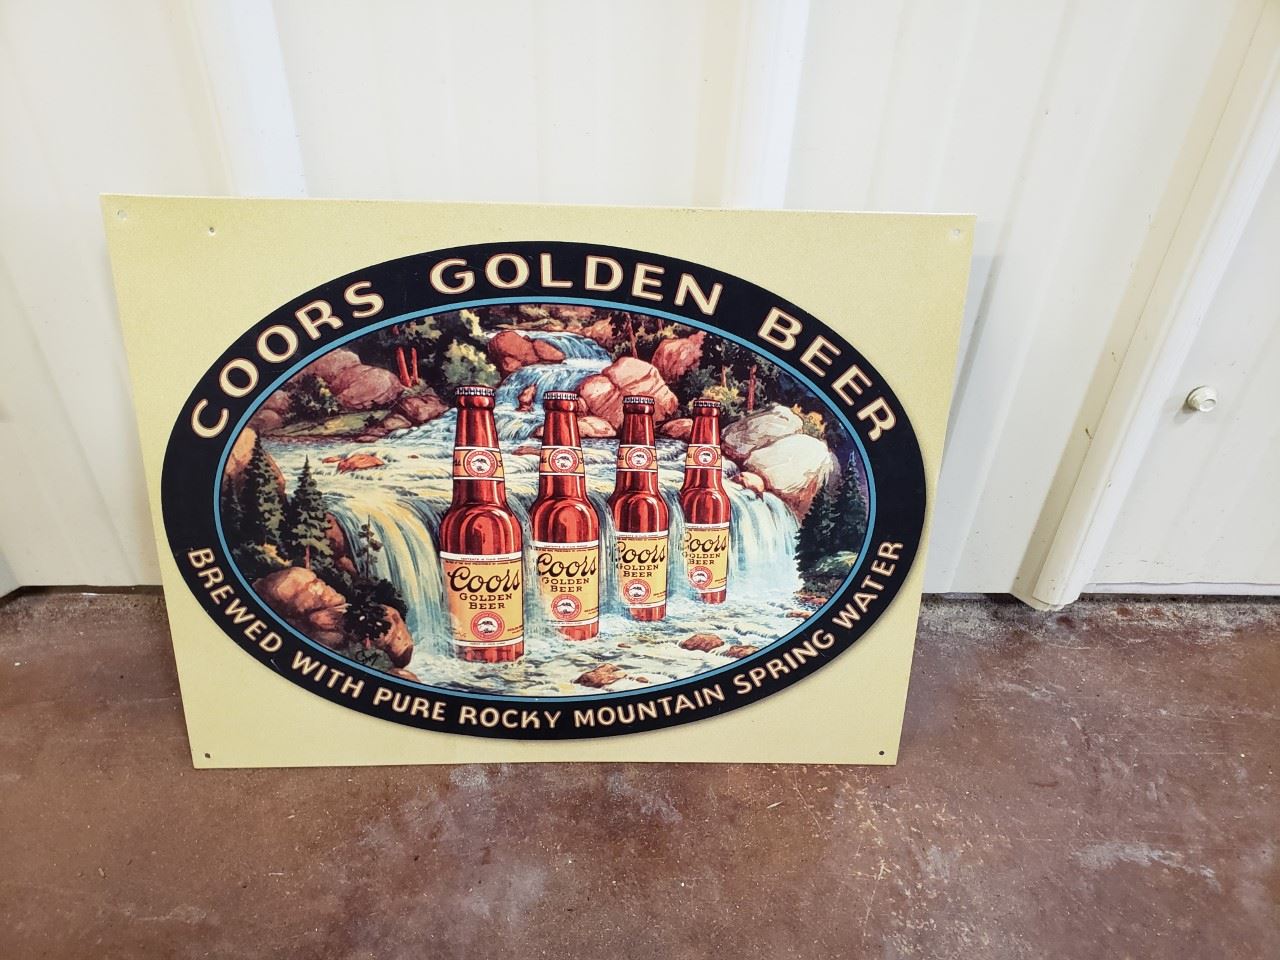 COORS GOLDEN BEER
Coors
GOLDEN
BEER
Coors
GOLDEN
BEER
Coors
GOLDEN
BEER
Coors
GOLDEN
BEER
BREWED WITH PURE ROCKY MOUNTAIN SPRING WATER